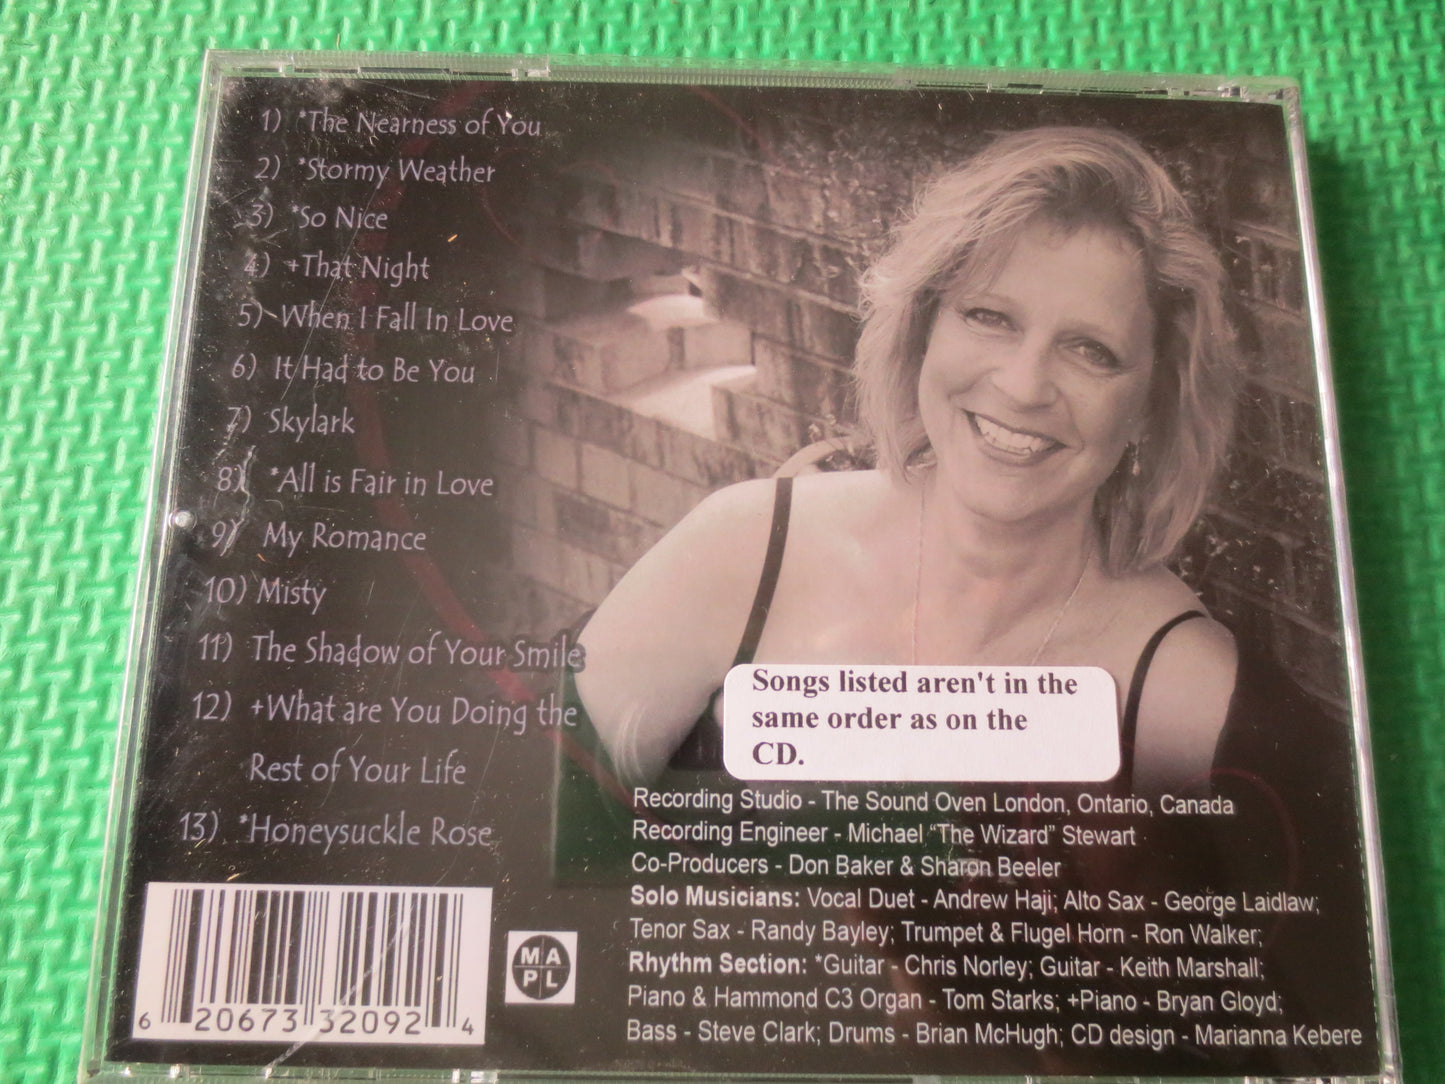 1) *The Nearness of You
2) *Stormy Weather
3) *So Nice
4) +That Night
5) When I Fall In Love
6) It Had to Be You
7) Skylark
8) *All is Fair in Love
9) My Romance
10) Misty
11) The Shadow of Your Smile
12) +What are You Doing the
Rest of Your Life
13) *Honeysuckle Rose
Songs listed aren't in the
same order as on the
CD.
Recording Studio - The Sound Oven London, Ontario, Canada
Recording Engineer - Michael “The Wizard” Stewart
Co-Producers - Don Baker & Sharon Beeler
Solo Musicians: Vocal Duet - Andrew Haji; Alto Sax - George Laidlaw;
Tenor Sax - Randy Bayley; Trumpet & Flugel Horn - Ron Walker;
Rhythm Section: *Guitar - Chris Norley; Guitar - Keith Marshall;
Piano & Hammond C3 Organ - Tom Starks; +Piano - Bryan Gloyd;
Bass - Steve Clark; Drums - Brian McHugh; CD design - Marianna Kebere
6 20673 32092 4
MA
PL